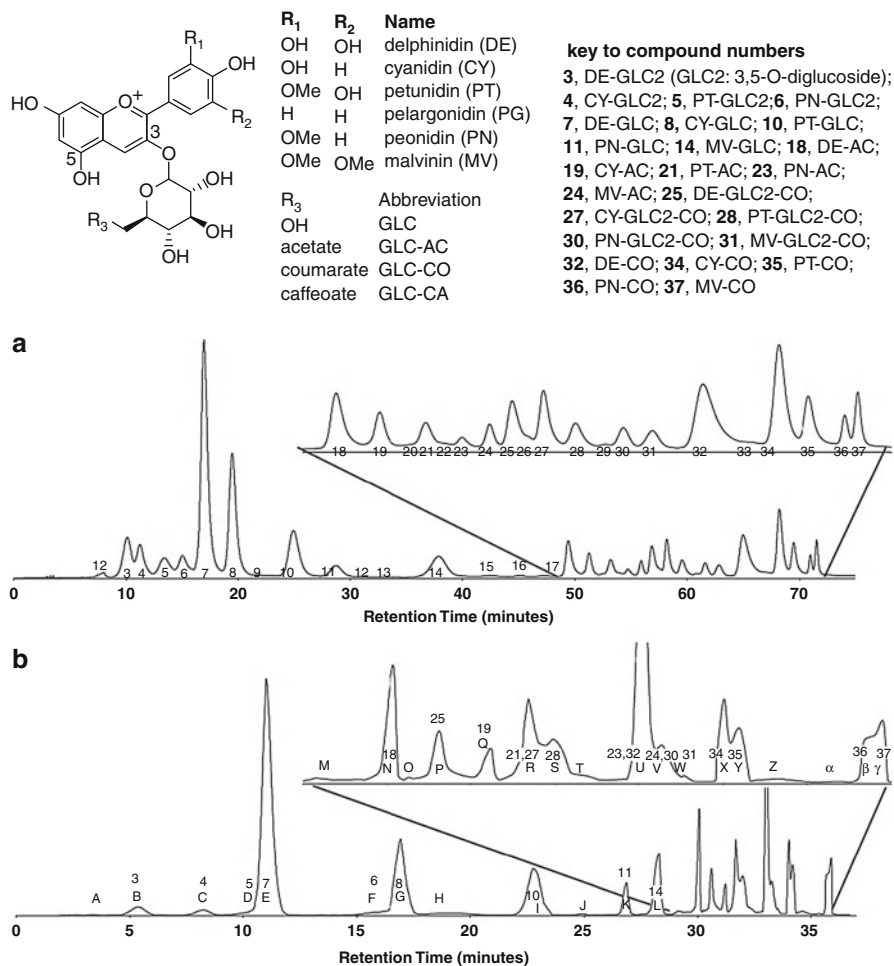 R1 R2 Name
OH OH delphinidin (DE)
OH H cyanidin (CY)
OMe OH petunidin (PT)
H H pelargonidin (PG)
OMe H peonidin (PN)
OMe OMe malvinin (MV)
R3 Abbreviation
OH GLC
acetate GLC-AC
coumarate GLC-CO
caffeoate GLC-CA
key to compound numbers
3, DE-GLC2 (GLC2: 3,5-O-diglucoside);
4, CY-GLC2; 5, PT-GLC2;6, PN-GLC2;
7, DE-GLC; 8, CY-GLC; 10, PT-GLC;
11, PN-GLC; 14, MV-GLC; 18, DE-AC;
19, CY-AC; 21, PT-AC; 23, PN-AC;
24, MV-AC; 25, DE-GLC2-CO;
27, CY-GLC2-CO; 28, PT-GLC2-CO;
30, PN-GLC2-CO; 31, MV-GLC2-CO;
32, DE-CO; 34, CY-CO; 35, PT-CO;
36, PN-CO; 37, MV-CO
R1
OH
HO O+
R2
3
5
OH O
R3 O OH
OH
OH
a
18 19 20 21 22 23 24 25 26 27 28 29 30 31 32 33 34 35 36 37
12 3 4 5 6 7 8 9 10 11 12 13 14 15 16 17
0 10 20 30 40 50 60 70
Retention Time (minutes)
b
25 19
18 21,27 28 23,32 24,30 31 34 35 36 37
M N O P Q R S T U V W X Y Z α β γ
3 4 5 7 6 8 10 11 14
A B C D E F G H I J K L
0 5 10 15 20 25 30 35
Retention Time (minutes)